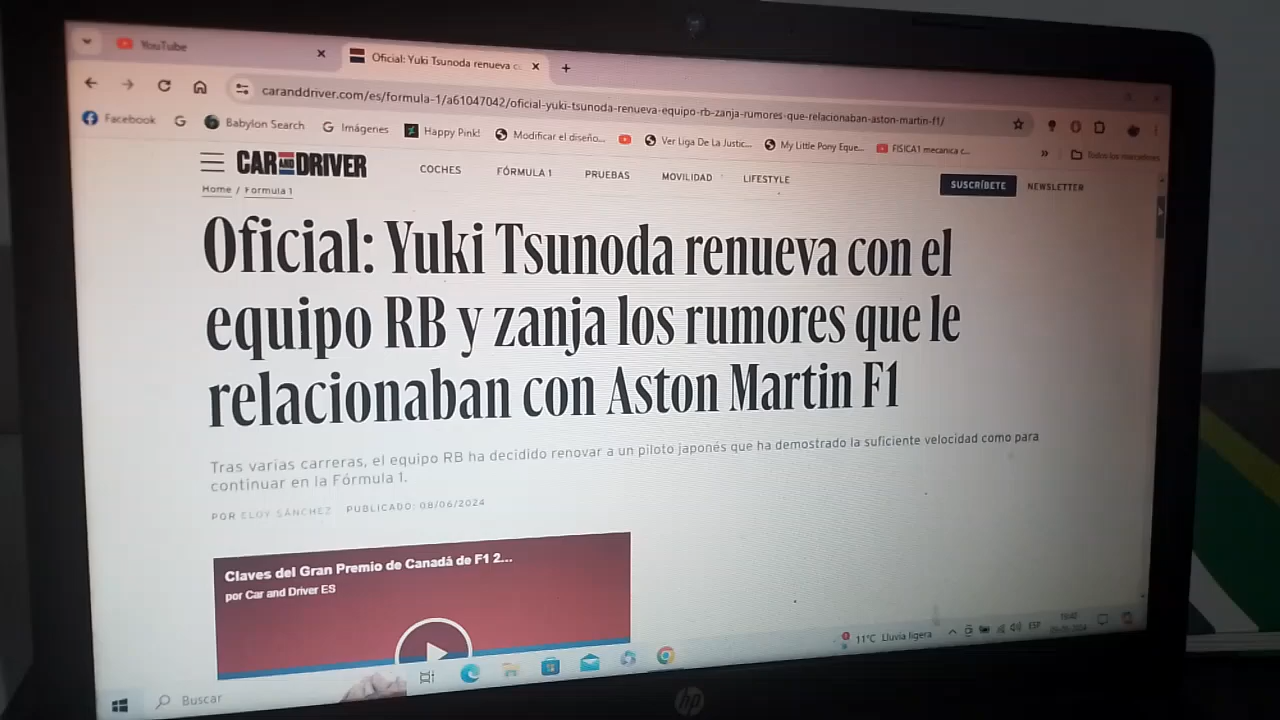 YouTube
Oficial: Yuki Tsunoda renueva co
caranddriver.com/es/formula-1/a61047042/oficial-yuki-tsunoda-renueva-equipo-rb-zanja-rumores-que-relacionaban-aston-martin-f1/
Facebook
Babylon Search
Imágenes
Happy Pink!
Modificar el diseño...
Ver Liga De La Justic...
My Little Pony Eque...
FISICA1 mecanica c...
»
Todos los marcadores
CAR AND DRIVER
COCHES
FÓRMULA 1
PRUEBAS
MOVILIDAD
LIFESTYLE
SUSCRÍBETE
NEWSLETTER
Home / Formula 1
Oficial: Yuki Tsunoda renueva con el
equipo RB y zanja los rumores que le
relacionaban con Aston Martin F1
Tras varias carreras, el equipo RB ha decidido renovar a un piloto japonés que ha demostrado la suficiente velocidad como para
continuar en la Fórmula 1.
POR ELOY SÁNCHEZ PUBLICADO: 08/06/2024
Claves del Gran Premio de Canadá de F1 2...
por Car and Driver ES
11°C Lluvia ligera
ESP
Buscar
hp